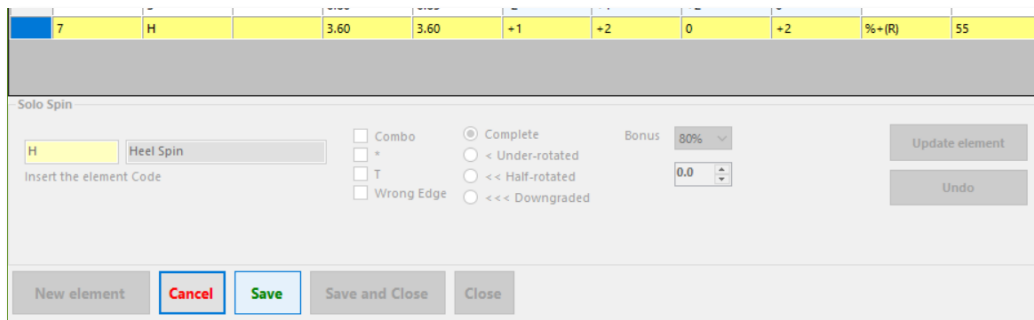 7 H 3.60 3.60 +1 +2 0 +2 %+(R) 55
Solo Spin
H Heel Spin
Insert the element Code
Combo
*
T
Wrong Edge
Complete
< Under-rotated
<< Half-rotated
<<< Downgraded
Bonus 80%
0.0
Update element
Undo
New element Cancel Save Save and Close Close